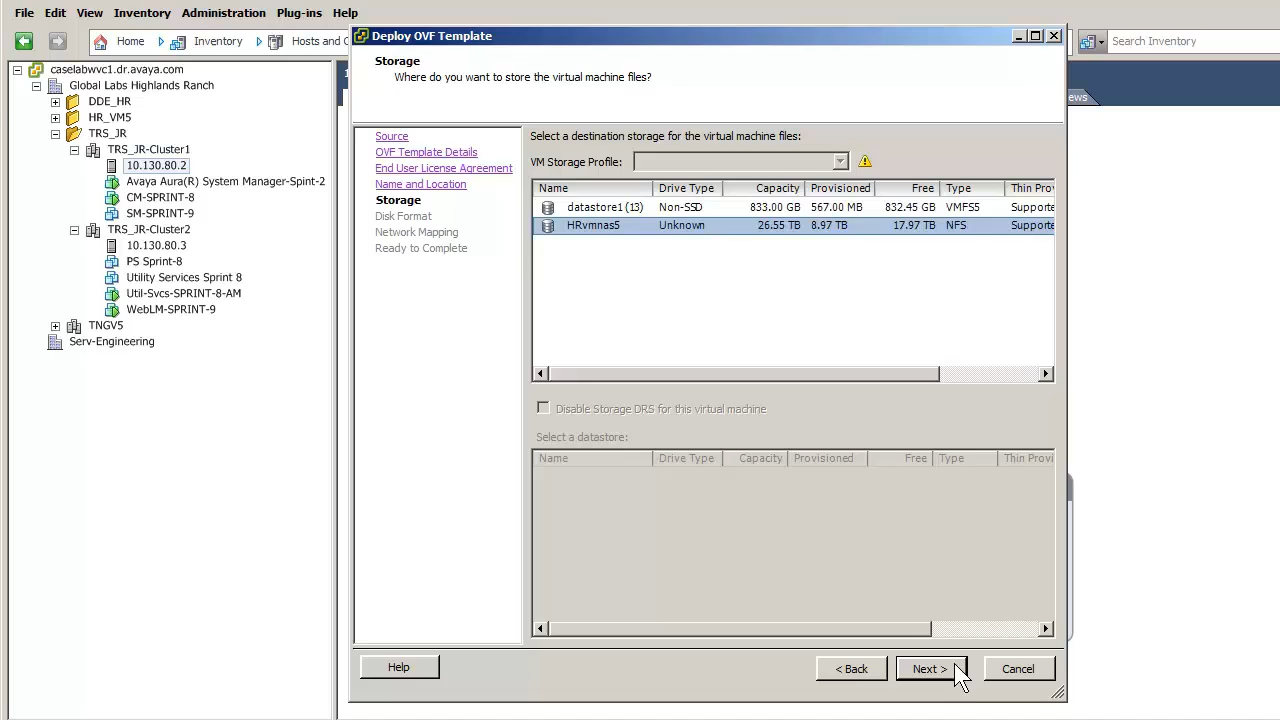 File Edit View Inventory Administration Plug-ins Help
Home Inventory Hosts and C
Search Inventory
caselabwvc1.dr.avaya.com
Global Labs Highlands Ranch
DDE_HR
HR_VM5
TRS_JR
TRS_JR-Cluster1
10.130.80.2
Avaya Aura(R) System Manager-Spint-2
CM-SPRINT-8
SM-SPRINT-9
TRS_JR-Cluster2
10.130.80.3
PS Sprint-8
Utility Services Sprint 8
Util-Svcs-SPRINT-8-AM
WebLM-SPRINT-9
TNGV5
Serv-Engineering
ews
Deploy OVF Template
Storage
Where do you want to store the virtual machine files?
Source
OVF Template Details
End User License Agreement
Name and Location
Storage
Disk Format
Network Mapping
Ready to Complete
Select a destination storage for the virtual machine files:
VM Storage Profile:
Name Drive Type Capacity Provisioned Free Type Thin Prov
datastore1 (13) Non-SSD 833.00 GB 567.00 MB 832.45 GB VMFS5 Supporte
HRvmnas5 Unknown 26.55 TB 8.97 TB 17.97 TB NFS Supporte
Disable Storage DRS for this virtual machine
Select a datastore:
Name Drive Type Capacity Provisioned Free Type Thin Provi
Help < Back Next > Cancel